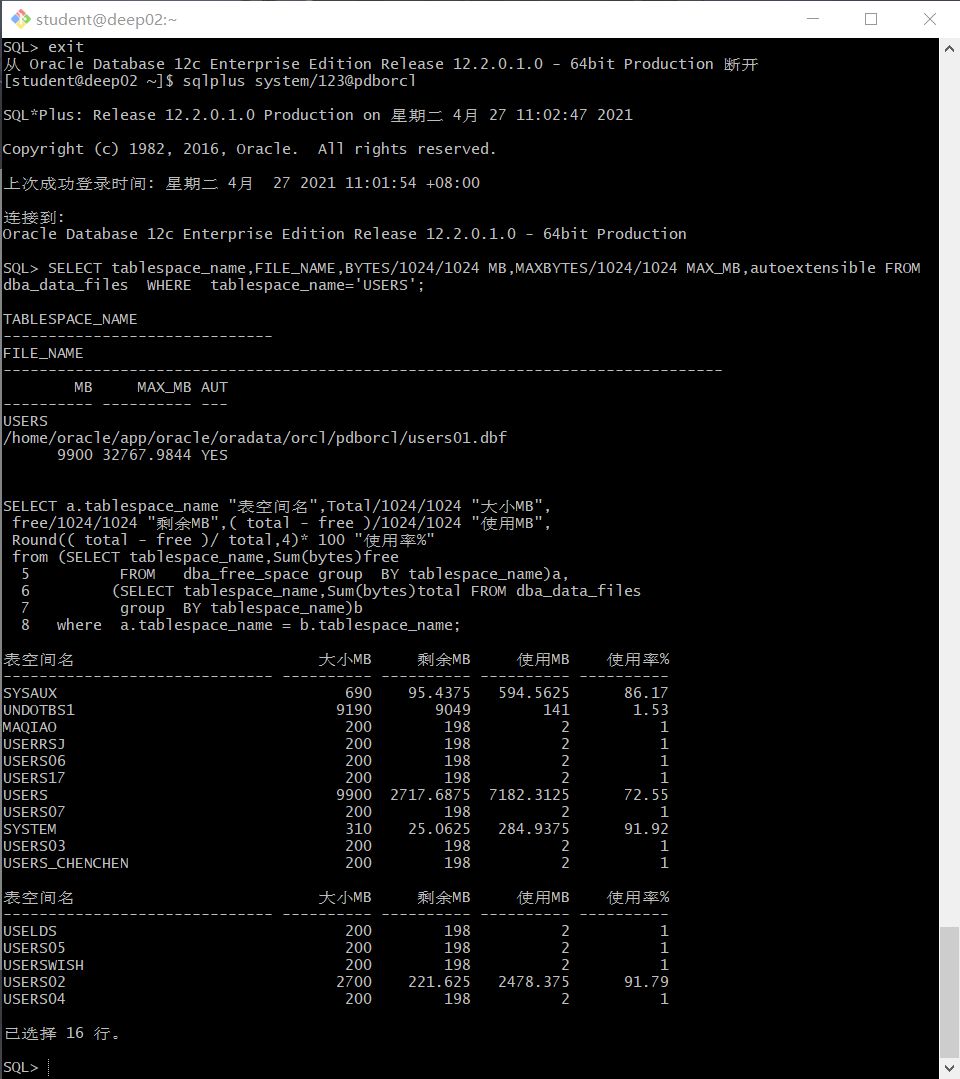 student@deep02:~
SQL> exit
从 Oracle Database 12c Enterprise Edition Release 12.2.0.1.0 - 64bit Production 断开
[student@deep02 ~]$ sqlplus system/123@pdborcl
SQL*Plus: Release 12.2.0.1.0 Production on 星期二 4月 27 11:02:47 2021
Copyright (c) 1982, 2016, Oracle.  All rights reserved.
上次成功登录时间: 星期二 4月  27 2021 11:01:54 +08:00
连接到:
Oracle Database 12c Enterprise Edition Release 12.2.0.1.0 - 64bit Production
SQL> SELECT tablespace_name,FILE_NAME,BYTES/1024/1024 MB,MAXBYTES/1024/1024 MAX_MB,autoextensible FROM
dba_data_files  WHERE  tablespace_name='USERS';
TABLESPACE_NAME
------------------------------
FILE_NAME
--------------------------------------------------------------------------------
        MB     MAX_MB AUT
---------- ---------- ---
USERS
/home/oracle/app/oracle/oradata/orcl/pdborcl/users01.dbf
      9900 32767.9844 YES
SELECT a.tablespace_name "表空间名",Total/1024/1024 "大小MB",
 free/1024/1024 "剩余MB",( total - free )/1024/1024 "使用MB",
 Round(( total - free )/ total,4)* 100 "使用率%"
 from (SELECT tablespace_name,Sum(bytes)free
  5          FROM   dba_free_space group  BY tablespace_name)a,
  6         (SELECT tablespace_name,Sum(bytes)total FROM dba_data_files
  7          group  BY tablespace_name)b
  8   where  a.tablespace_name = b.tablespace_name;
表空间名                           大小MB     剩余MB     使用MB    使用率%
------------------------------ ---------- ---------- ---------- ----------
SYSAUX                                690    95.4375   594.5625      86.17
UNDOTBS1                             9190       9049        141       1.53
MAQIAO                                200        198          2          1
USERRSJ                               200        198          2          1
USERS06                               200        198          2          1
USERS17                               200        198          2          1
USERS                                9900  2717.6875  7182.3125      72.55
USERS07                               200        198          2          1
SYSTEM                                310    25.0625   284.9375      91.92
USERS03                               200        198          2          1
USERS_CHENCHEN                        200        198          2          1
表空间名                           大小MB     剩余MB     使用MB    使用率%
------------------------------ ---------- ---------- ---------- ----------
USELDS                                200        198          2          1
USERS05                               200        198          2          1
USERSWISH                             200        198          2          1
USERS02                              2700    221.625   2478.375      91.79
USERS04                               200        198          2          1
已选择 16 行。
SQL>